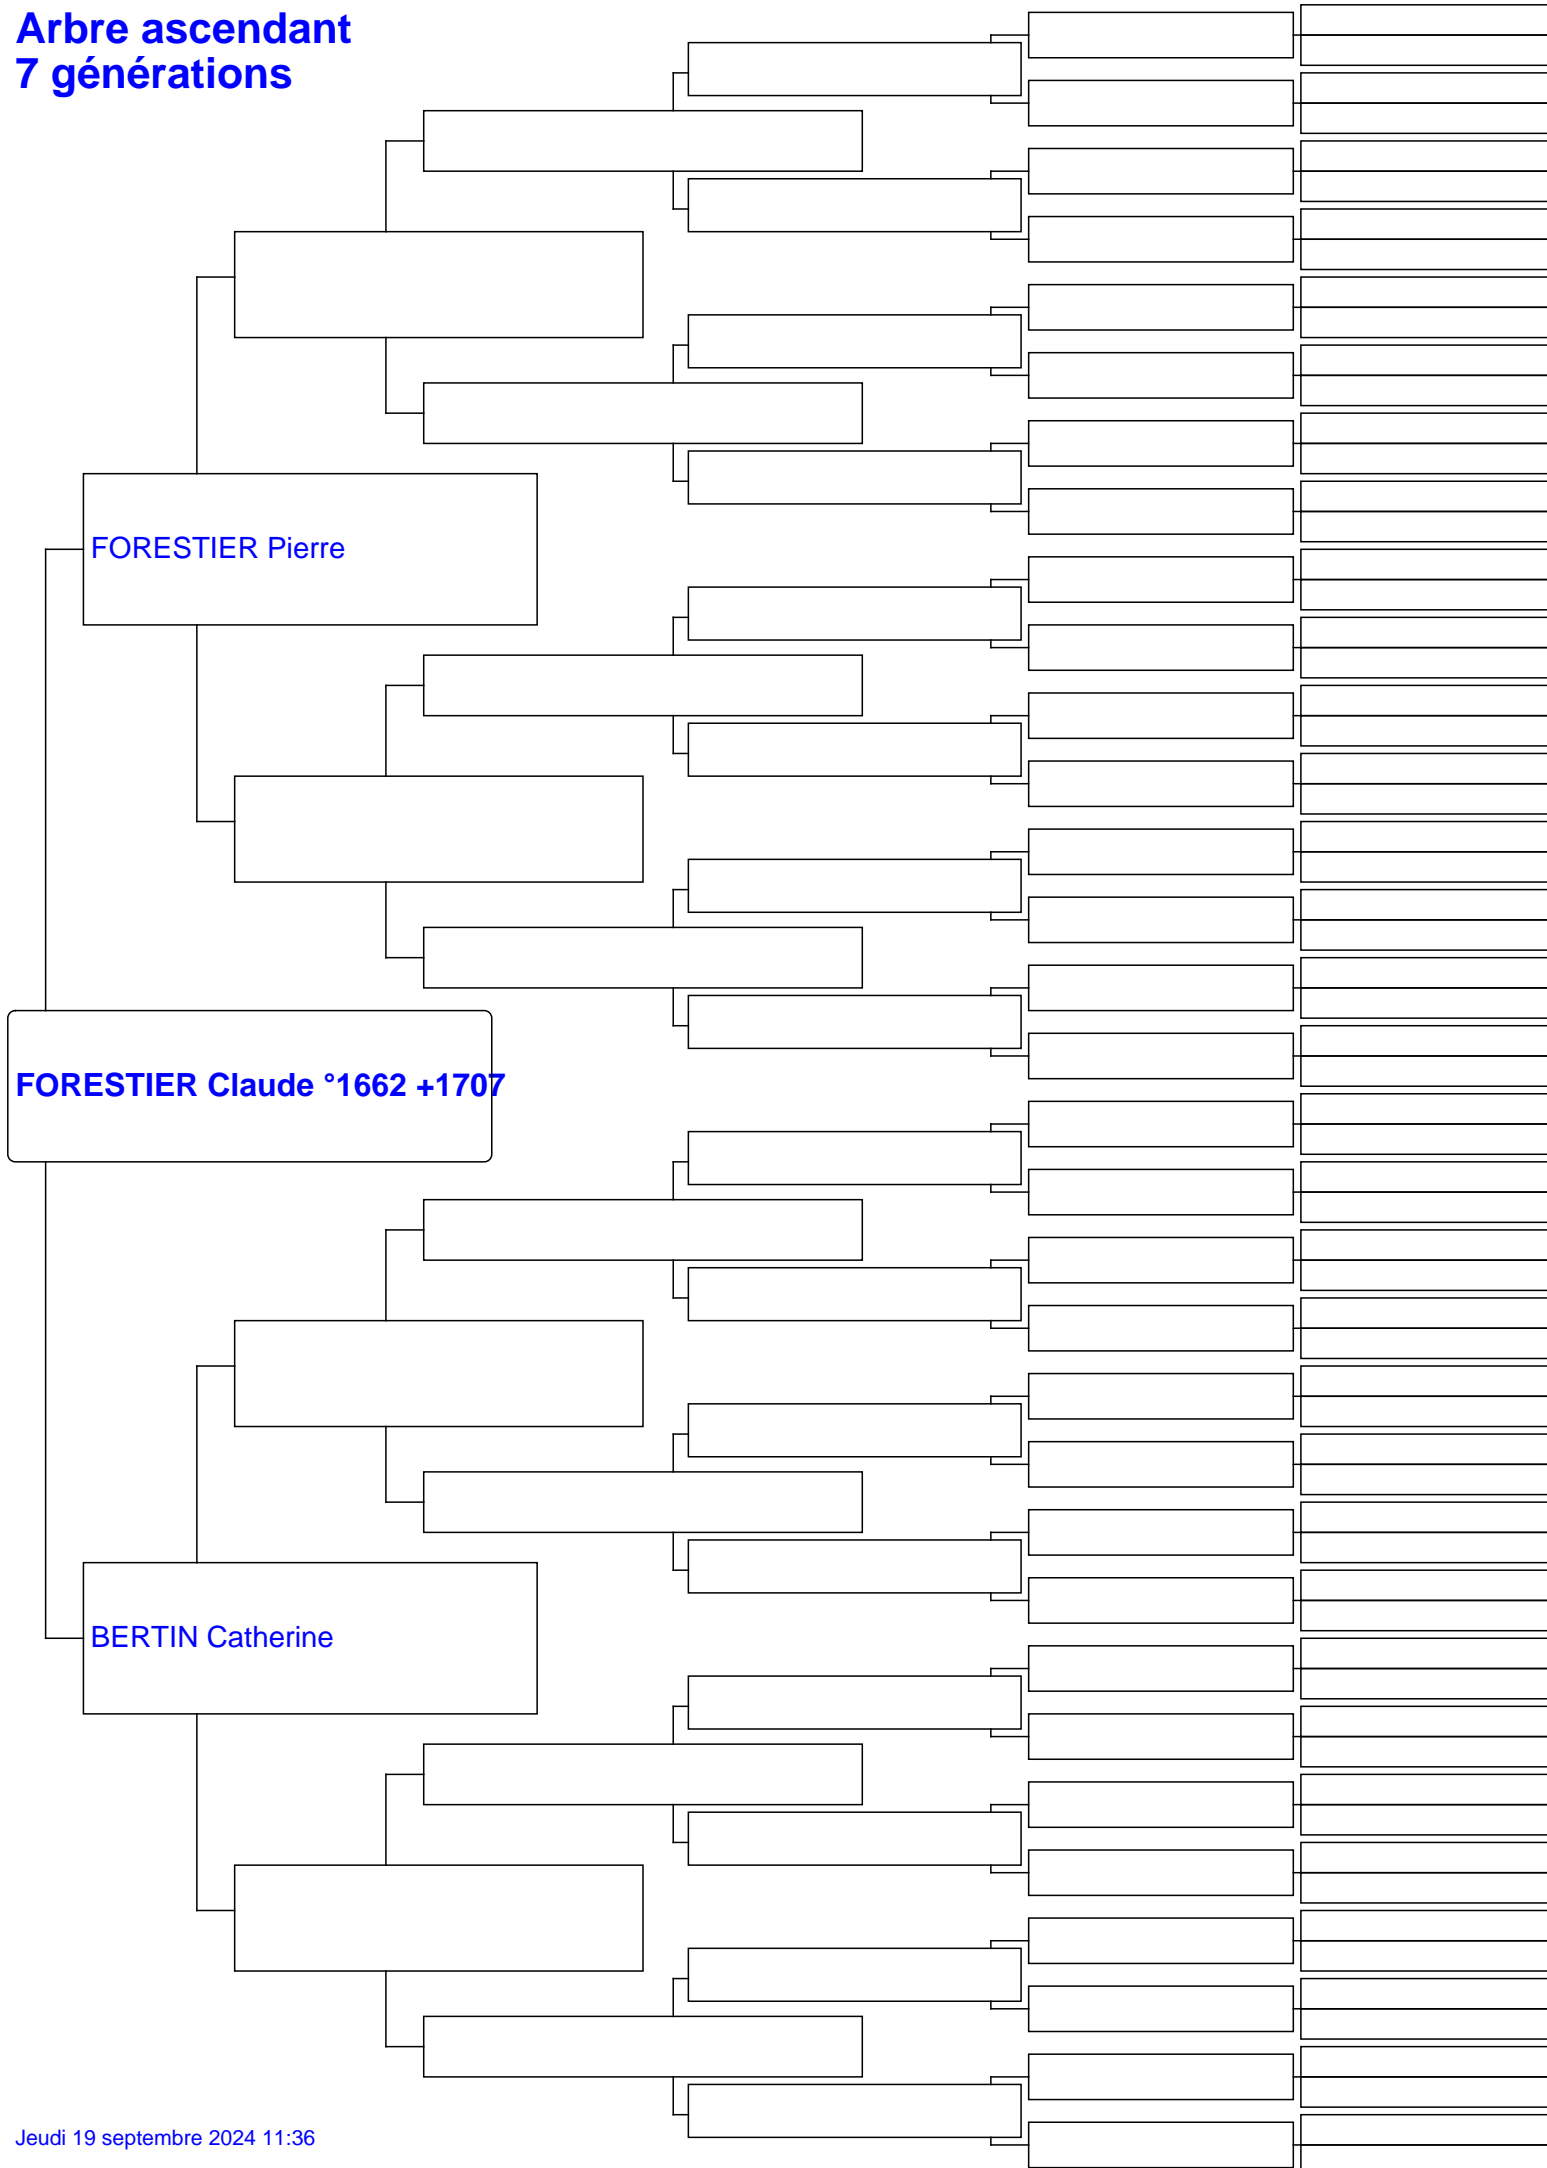 Arbre ascendant
7 générations
FORESTIER Pierre
FORESTIER Claude °1662 +1707
BERTIN Catherine
Jeudi 19 septembre 2024 11:36